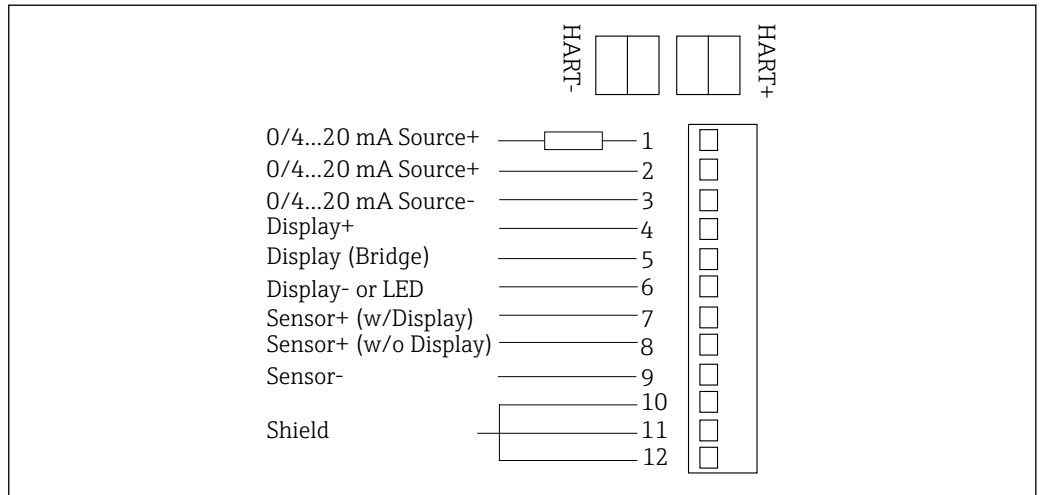 HART-
HART+
0/4...20 mA Source+ 1
0/4...20 mA Source+ 2
0/4...20 mA Source- 3
Display+ 4
Display (Bridge) 5
Display- or LED 6
Sensor+ (w/Display) 7
Sensor+ (w/o Display) 8
Sensor- 9
10
Shield 11
12